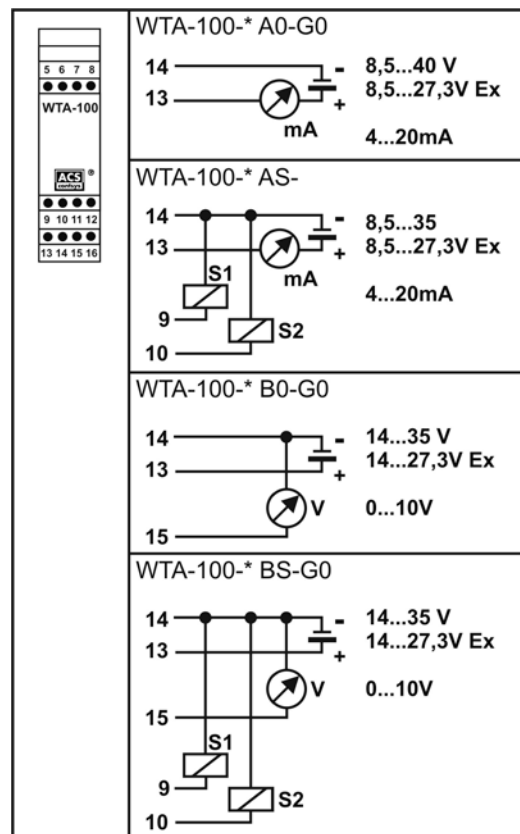 5 6 7 8
WTA-100
ACS
controsys
®
9 10 11 12
13 14 15 16
WTA-100-* A0-G0
14
13
mA
-
+
8,5...40 V
8,5...27,3V Ex
4...20mA
WTA-100-* AS-
14
13
S1
mA
-
+
9
S2
10
8,5...35
8,5...27,3V Ex
4...20mA
WTA-100-* B0-G0
14
13
-
+
V
15
14...35 V
14...27,3V Ex
0...10V
WTA-100-* BS-G0
14
13
-
+
V
15
S1
9
S2
10
14...35 V
14...27,3V Ex
0...10V